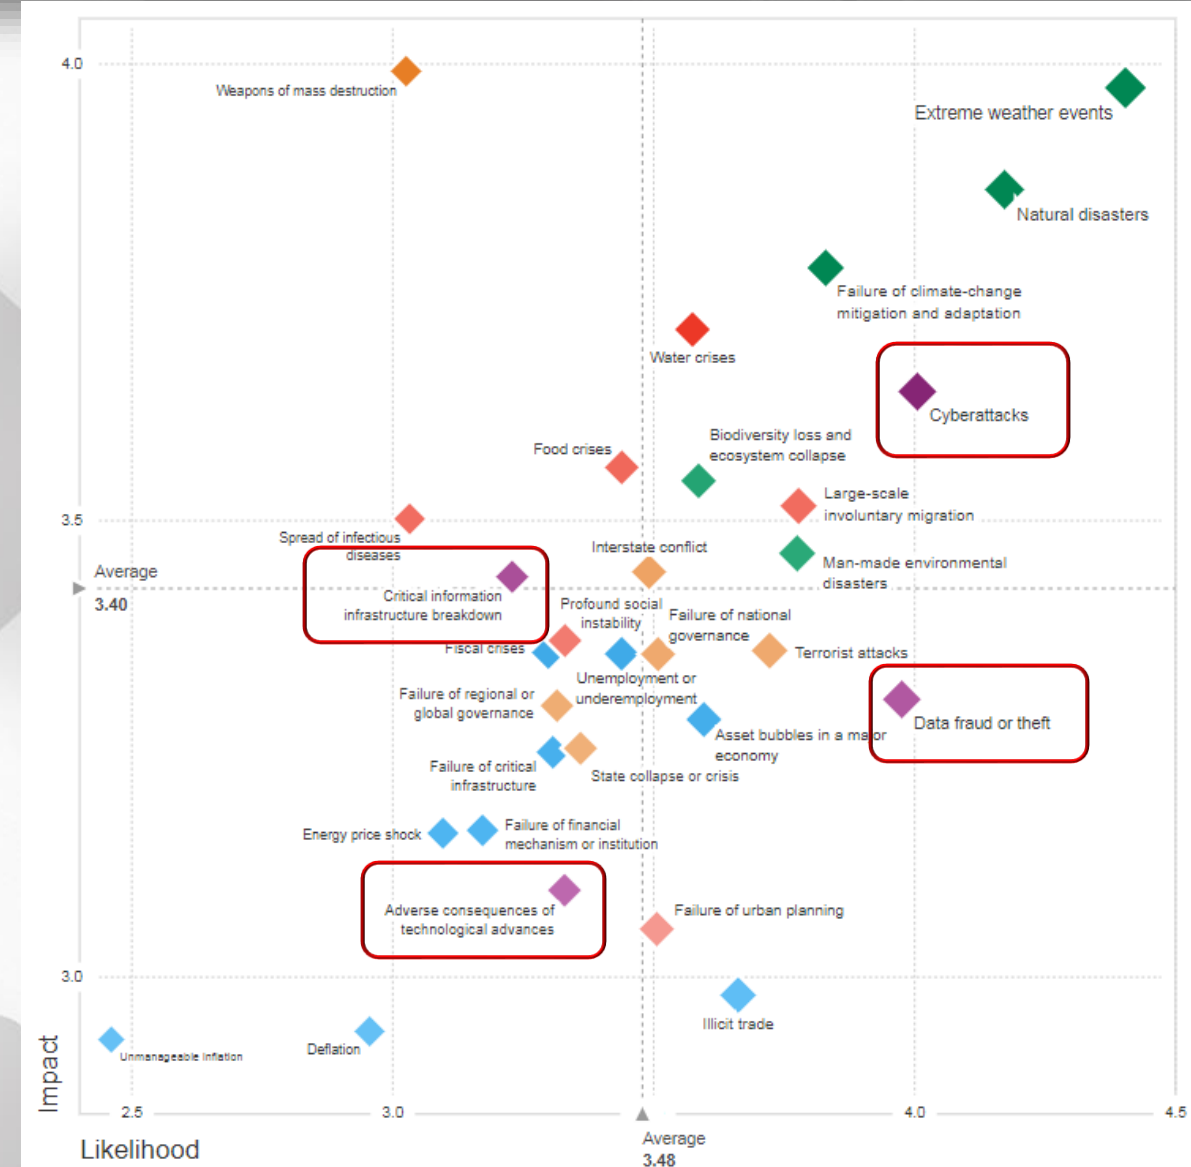 4.0
Weapons of mass destruction
Extreme weather events
Natural disasters
Failure of climate-change
mitigation and adaptation
Water crises
Cyberattacks
Biodiversity loss and
ecosystem collapse
Food crises
Large-scale
involuntary migration
3.5
Spread of infectious
diseases
Interstate conflict
Man-made environmental
disasters
Average
3.40
Critical information
infrastructure breakdown
Profound social
instability
Failure of national
governance
Fiscal crises
Terrorist attacks
Unemployment or
underemployment
Failure of regional or
global governance
Data fraud or theft
Asset bubbles in a major
economy
Failure of critical
infrastructure
State collapse or crisis
Energy price shock
Failure of financial
mechanism or institution
Adverse consequences of
technological advances
Failure of urban planning
3.0
Illicit trade
Deflation
Unmanageable inflation
Impact
2.5
3.0
4.0
4.5
Likelihood
Average
3.48